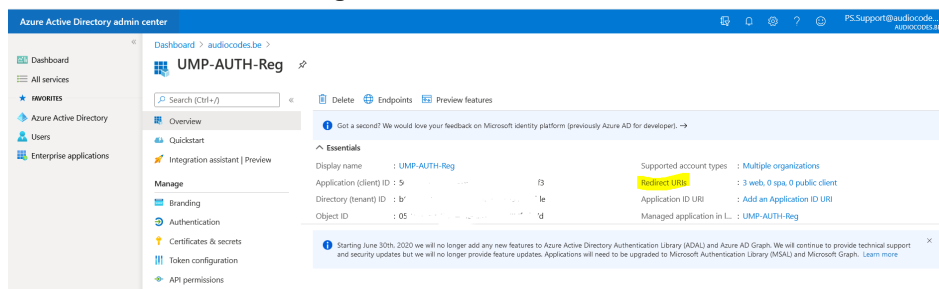 Azure Active Directory admin center
PS.Support@audiocode...
AUDIOCODES.BE
Dashboard > audiocodes.be >
UMP-AUTH-Reg
Dashboard
All services
FAVORITES
Azure Active Directory
Users
Enterprise applications
Search (Ctrl+/)
Overview
Quickstart
Integration assistant | Preview
Manage
Branding
Authentication
Certificates & secrets
Token configuration
API permissions
Delete Endpoints Preview features
Got a second? We would love your feedback on Microsoft identity platform (previously Azure AD for developer). →
Essentials
Display name : UMP-AUTH-Reg
Application (client) ID : 5 f3
Directory (tenant) ID : b le
Object ID : 05 'd
Supported account types : Multiple organizations
Redirect URIs : 3 web, 0 spa, 0 public client
Application ID URI : Add an Application ID URI
Managed application in l... : UMP-AUTH-Reg
Starting June 30th, 2020 we will no longer add any new features to Azure Active Directory Authentication Library (ADAL) and Azure AD Graph. We will continue to provide technical support
and security updates but we will no longer provide feature updates. Applications will need to be upgraded to Microsoft Authentication Library (MSAL) and Microsoft Graph. Learn more